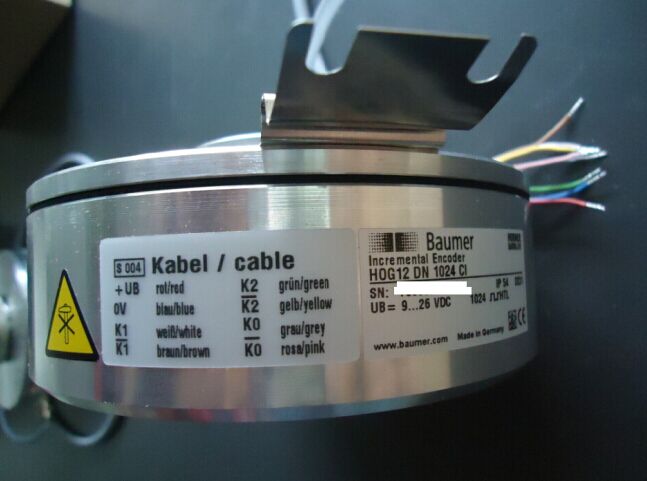 S 004 Kabel / cable
+UB rot/red K2 grün/green
0V blau/blue K2 gelb/yellow
K1 weiß/white K0 grau/grey
K1 braun/brown K0 rosa/pink
Baumer
Incremental Encoder
HOG12 DN 1024 CI
SN: IP 54
UB= 9...26 VDC 1024 HTL
www.baumer.com Made in Germany
CE